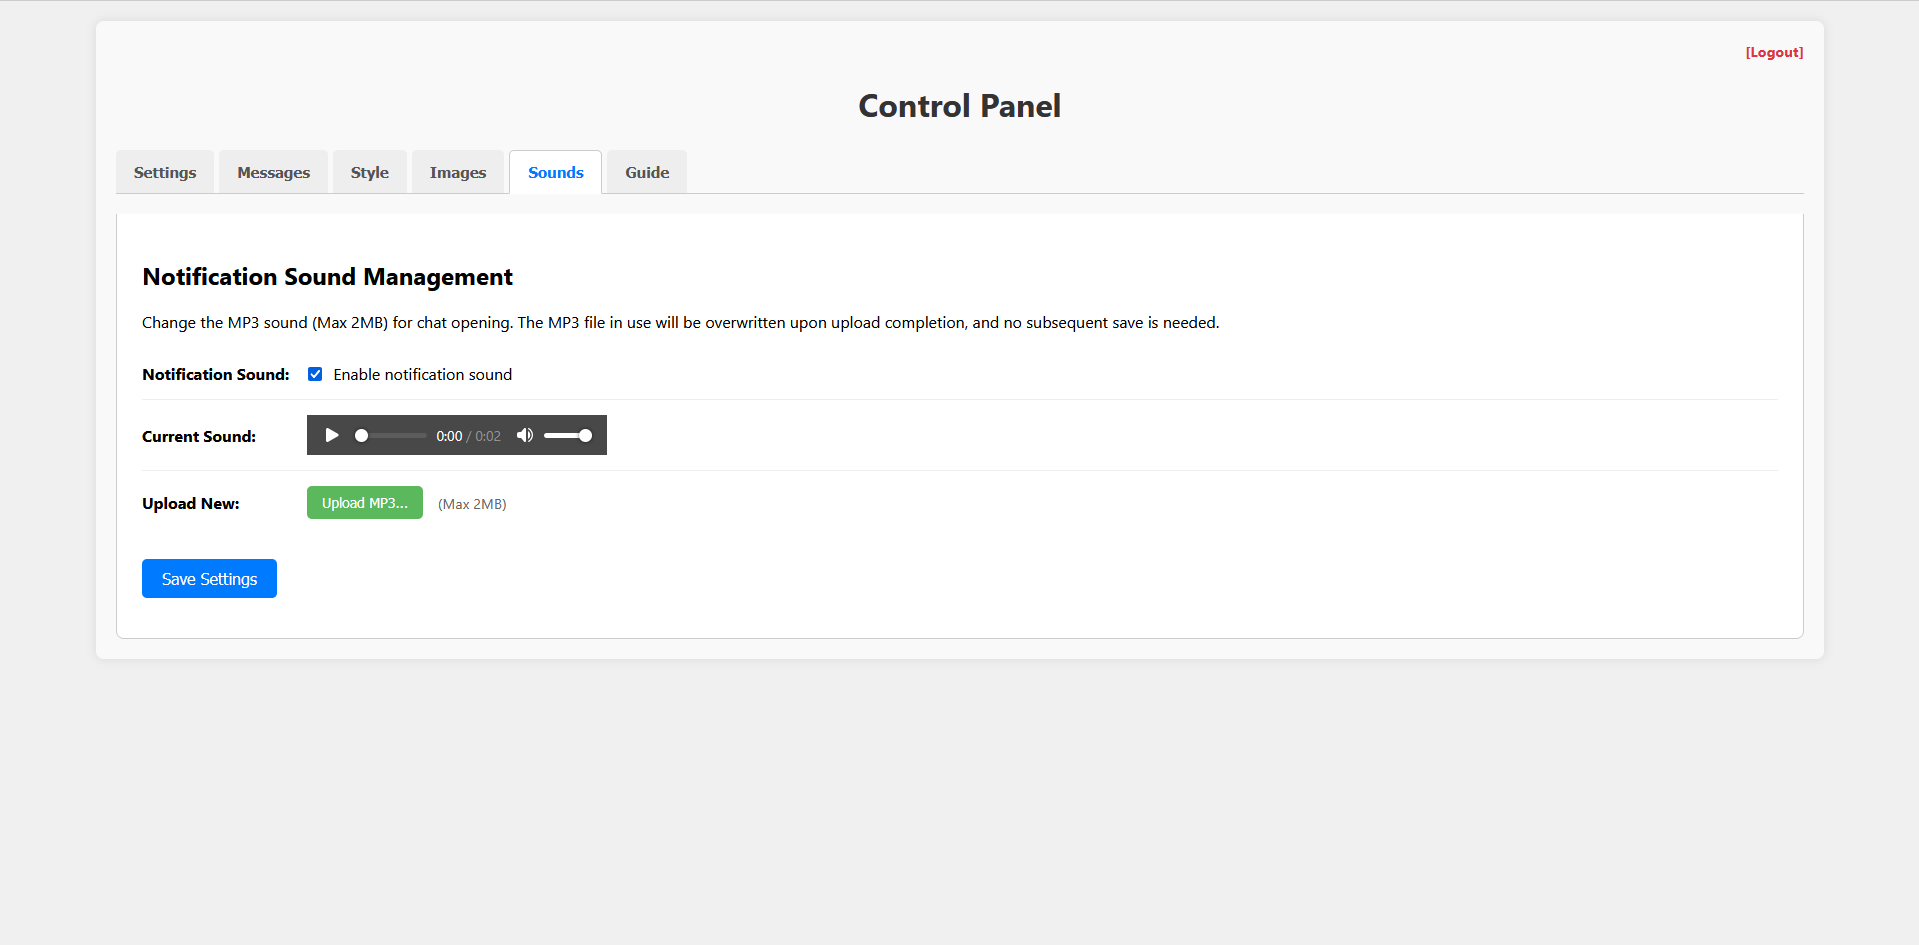 [Logout]
Control Panel
Settings Messages Style Images Sounds Guide
Notification Sound Management
Change the MP3 sound (Max 2MB) for chat opening. The MP3 file in use will be overwritten upon upload completion, and no subsequent save is needed.
Notification Sound: Enable notification sound
Current Sound: 0:00 / 0:02
Upload New: Upload MP3... (Max 2MB)
Save Settings